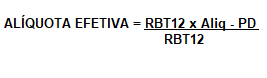 ALÍQUOTA EFETIVA = RBT12 x Aliq - PD
RBT12